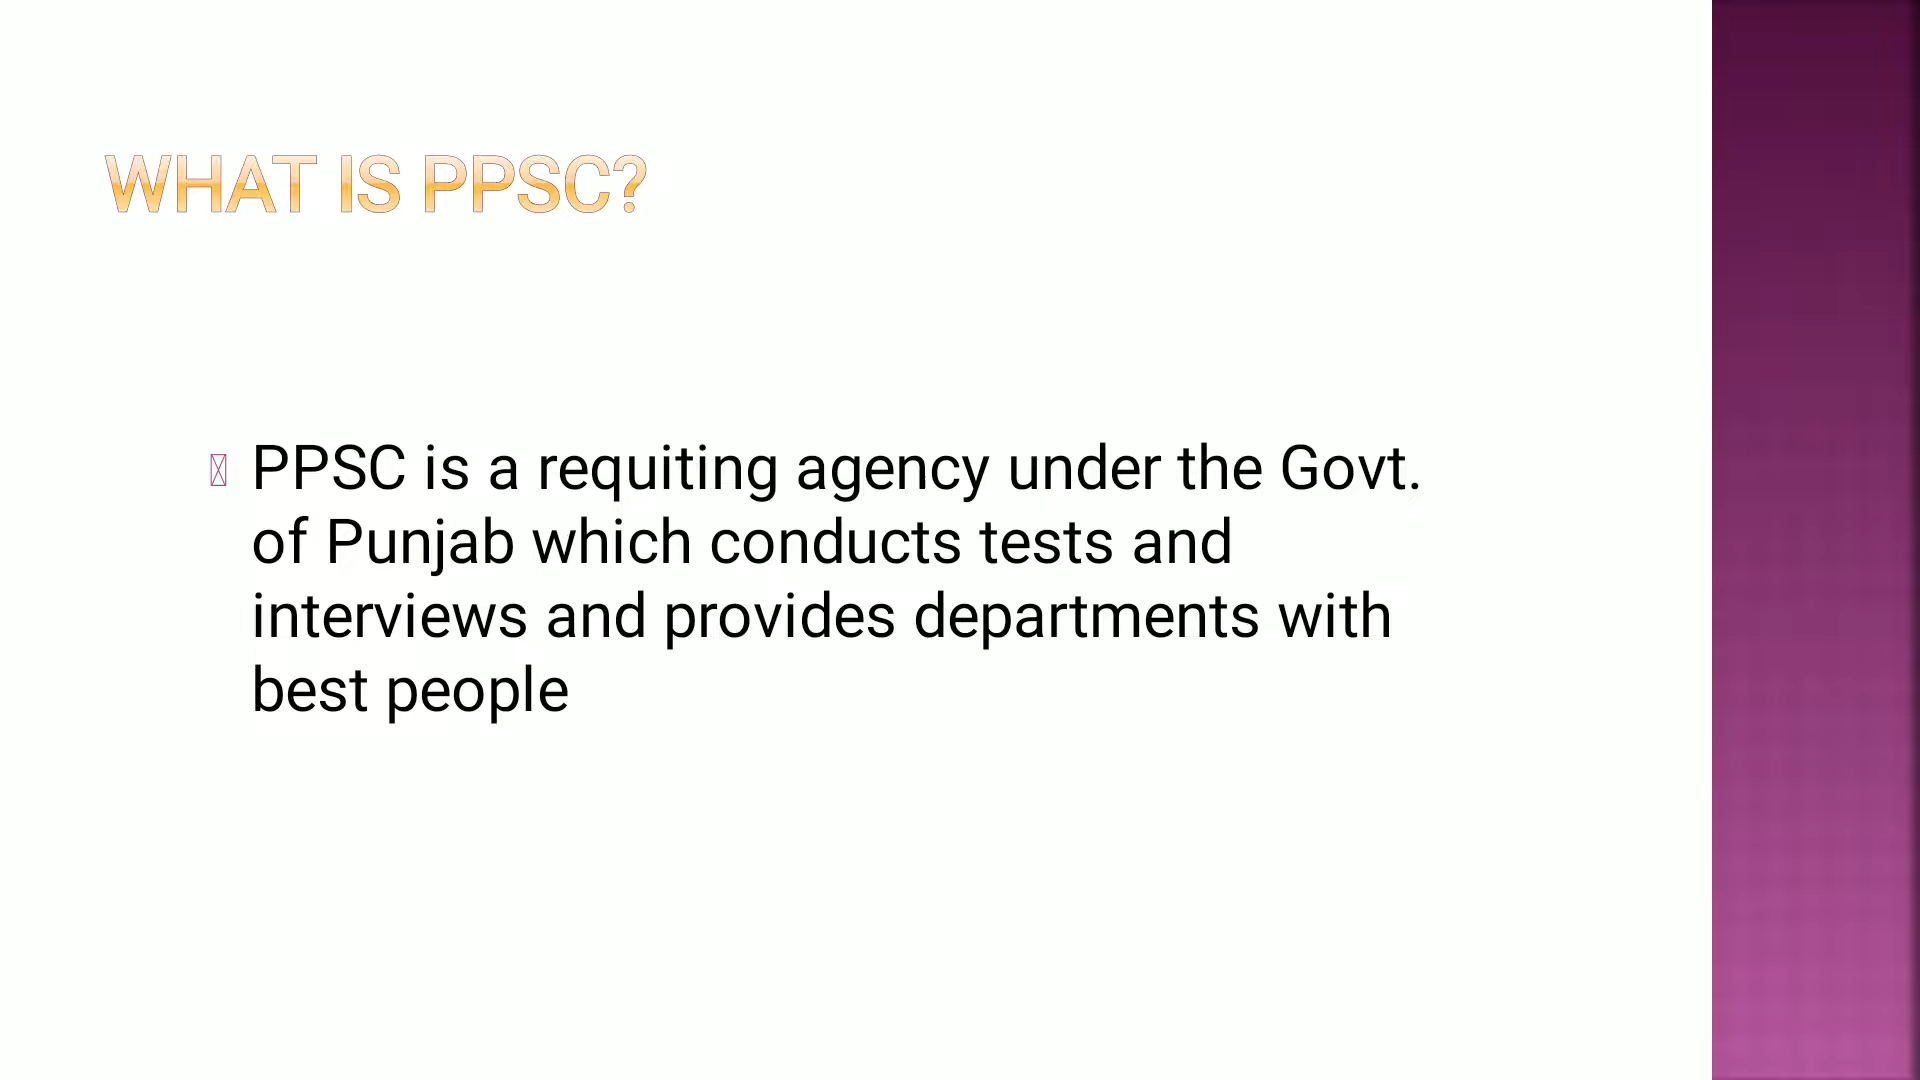 WHAT IS PPSC?
PPSC is a requiting agency under the Govt.
of Punjab which conducts tests and
interviews and provides departments with
best people